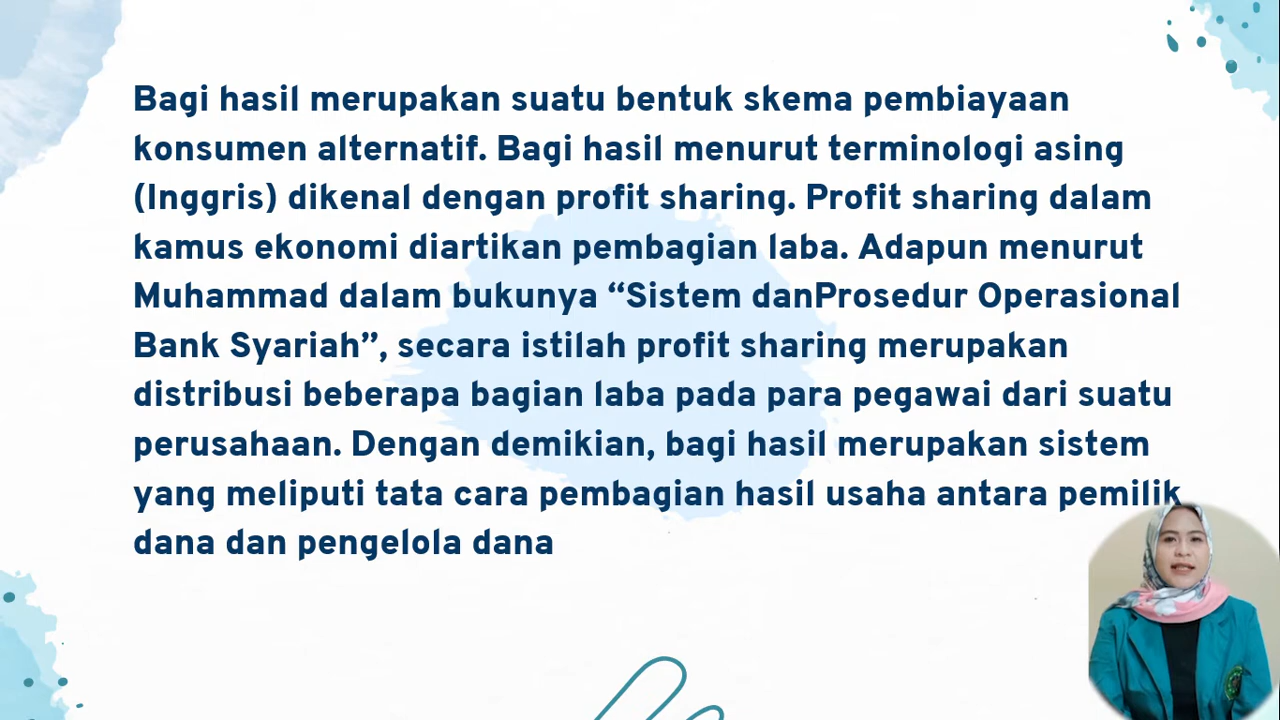 Bagi hasil merupakan suatu bentuk skema pembiayaan
konsumen alternatif. Bagi hasil menurut terminologi asing
(Inggris) dikenal dengan profit sharing. Profit sharing dalam
kamus ekonomi diartikan pembagian laba. Adapun menurut
Muhammad dalam bukunya “Sistem danProsedur Operasional
Bank Syariah”, secara istilah profit sharing merupakan
distribusi beberapa bagian laba pada para pegawai dari suatu
perusahaan. Dengan demikian, bagi hasil merupakan sistem
yang meliputi tata cara pembagian hasil usaha antara pemilik
dana dan pengelola dana